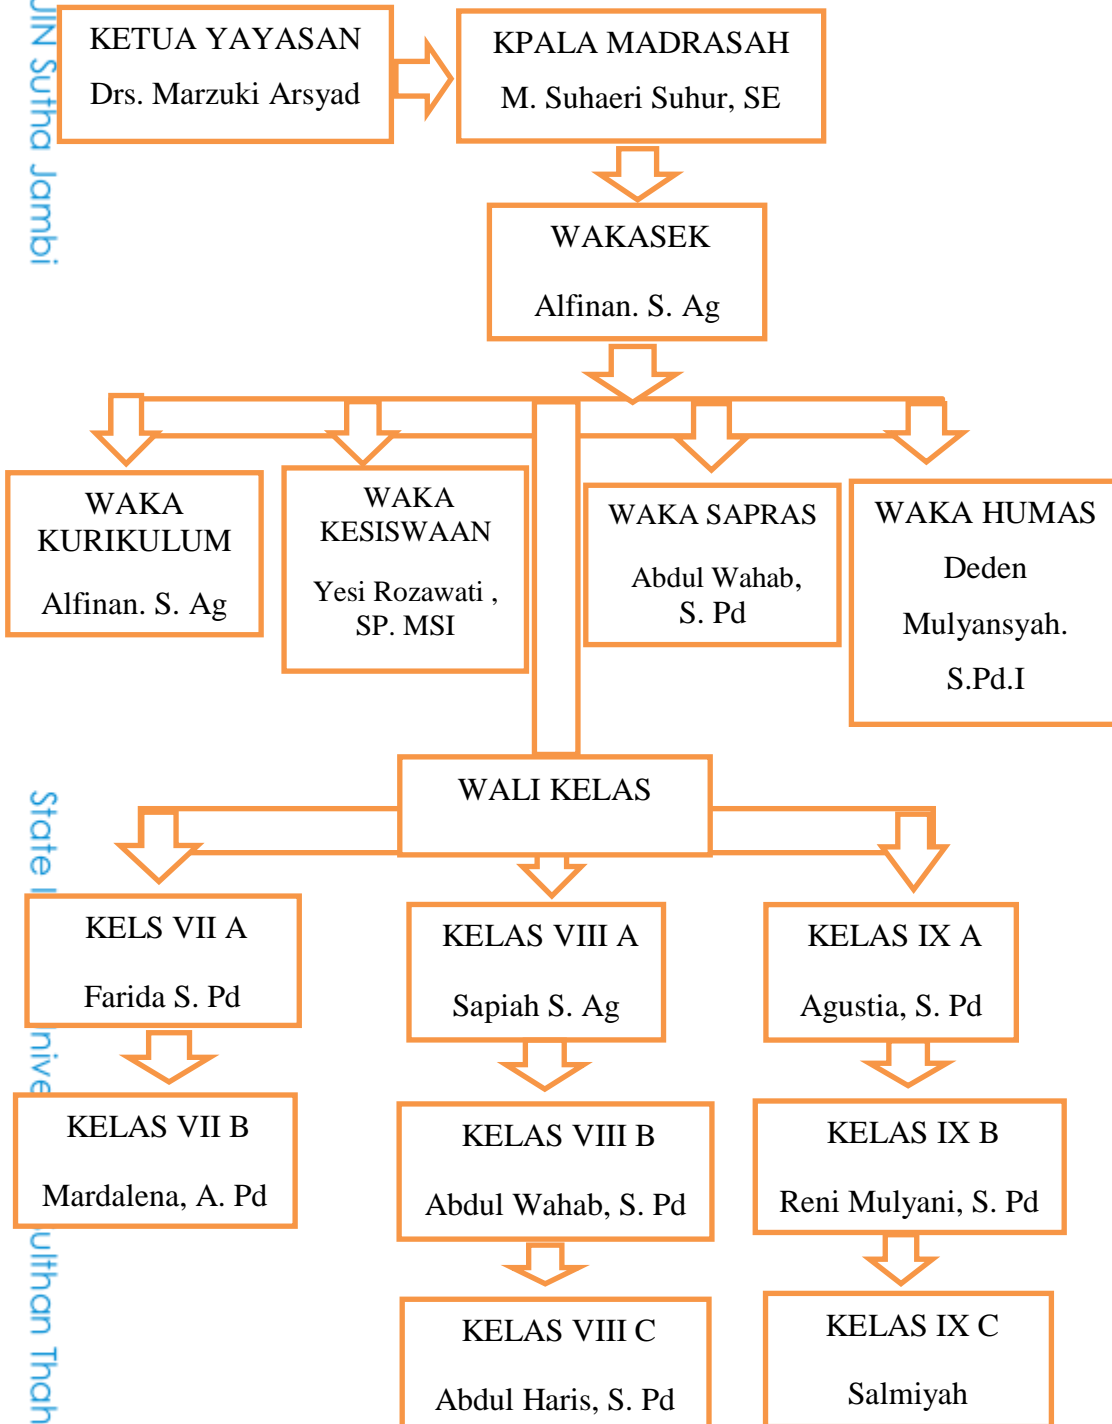 KETUA YAYASAN
Drs. Marzuki Arsyad
KPALA MADRASAH
M. Suhaeri Suhur, SE
WAKASEK
Alfinan. S. Ag
WAKA
KURIKULUM
Alfinan. S. Ag
WAKA
KESISWAAN
Yesi Rozawati ,
SP. MSI
WAKA SAPRAS
Abdul Wahab,
S. Pd
WAKA HUMAS
Deden
Mulyansyah.
S.Pd.I
WALI KELAS
KELS VII A
Farida S. Pd
KELAS VIII A
Sapiah S. Ag
KELAS IX A
Agustia, S. Pd
KELAS VII B
Mardalena, A. Pd
KELAS VIII B
Abdul Wahab, S. Pd
KELAS IX B
Reni Mulyani, S. Pd
KELAS VIII C
Abdul Haris, S. Pd
KELAS IX C
Salmiyah
Sutha Jambi
State